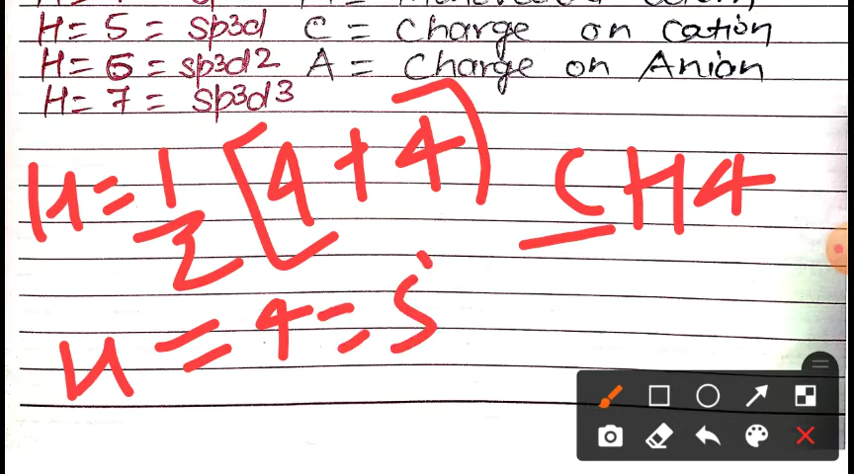 H= 5 = sp3d C = Charge on cation
H= 6 = sp3d2 A = Charge on Anion
H= 7 = sp3d3
H= 1/2 [4+4] CH4
H = 4 = S